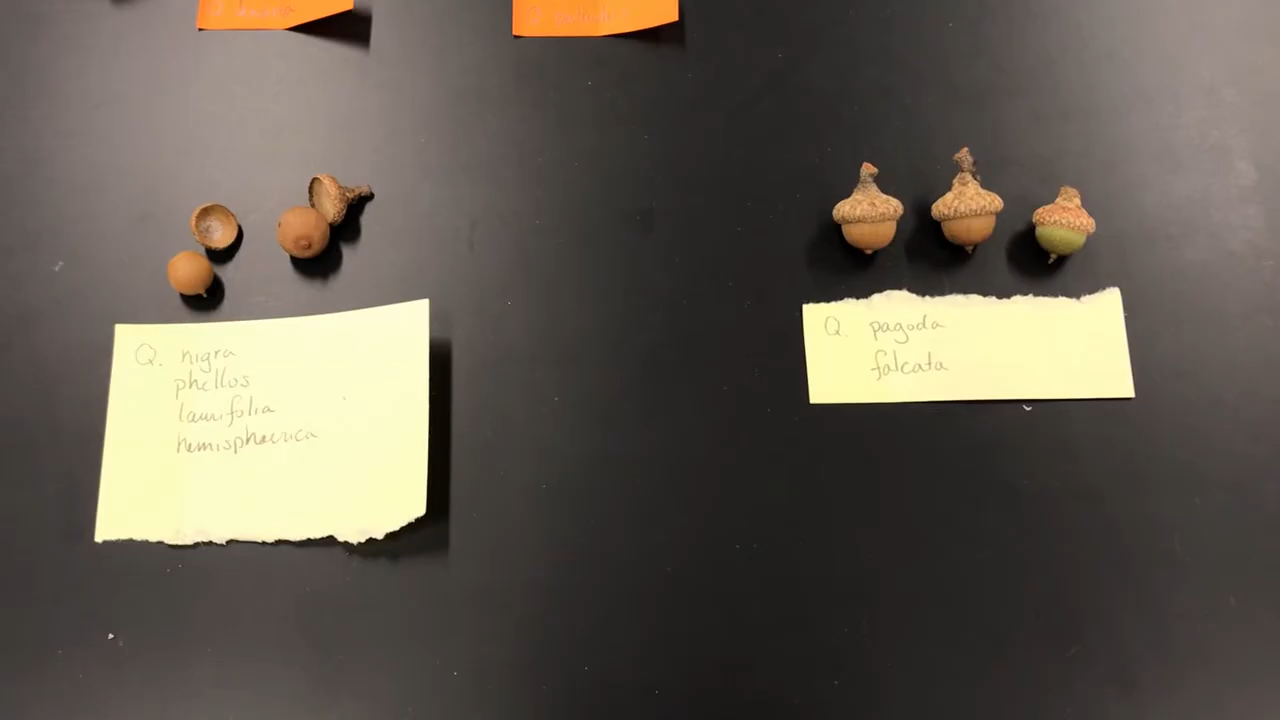 Q. nigra
phellos
laurifolia
hemisphaerica
Q. pagoda
falcata